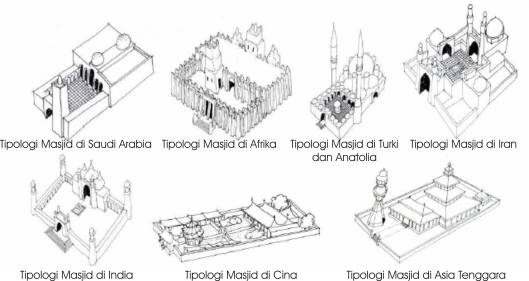 Tipologi Masjid di Saudi Arabia
Tipologi Masjid di Afrika
Tipologi Masjid di Turki
dan Anatolia
Tipologi Masjid di Iran
Tipologi Masjid di India
Tipologi Masjid di Cina
Tipologi Masjid di Asia Tenggara